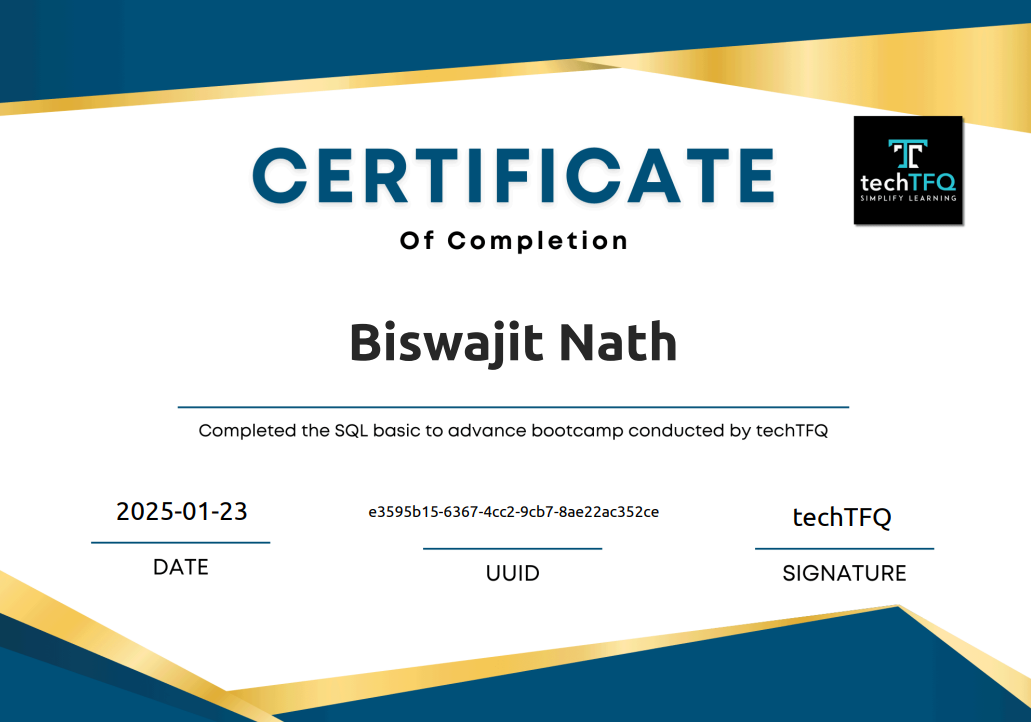 CERTIFICATE
techTFQ
SIMPLIFY LEARNING
Of Completion
Biswajit Nath
Completed the SQL basic to advance bootcamp conducted by techTFQ
2025-01-23
e3595b15-6367-4cc2-9cb7-8ae22ac352ce
techTFQ
DATE
UUID
SIGNATURE